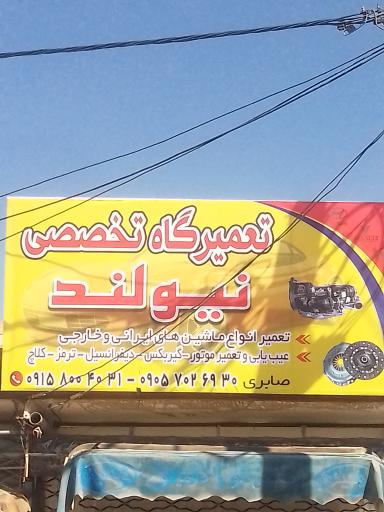 تعمیرگاه تخصصی
نیولند
تعمیر انواع ماشین های ایرانی و خارجی
عیب یابی و تعمیر موتور - گیربکس - دیفرانسیل - ترمز - کلاچ
صابری ۰۹۰۵ ۷۰۲ ۶۹ ۳۰ - ۰۹۱۵ ۸۰۰ ۴۰ ۳۱